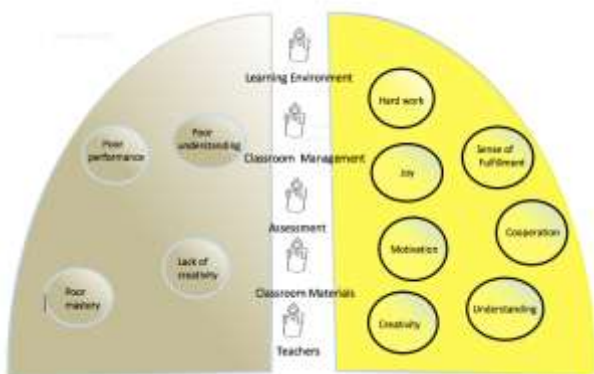 Learning Environment
Hard work
Poor
performance
Poor
understanding
Classroom Management
Joy
Sense of
Fulfillment
Assessment
Motivation
Cooperation
Lack of
creativity
Classroom Materials
Poor
mastery
Creativity
Understanding
Teachers